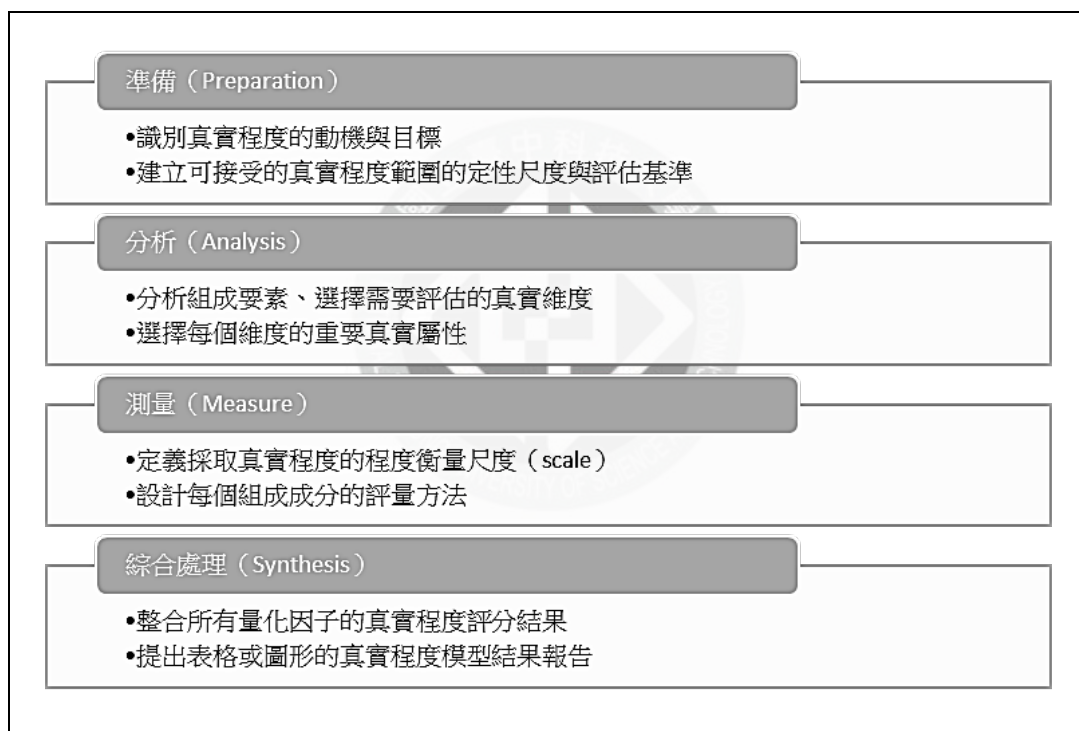 準備（Preparation）
•識別真實程度的動機與目標
•建立可接受的真實程度範圍的定性尺度與評估基準
分析（Analysis）
•分析組成要素、選擇需要評估的真實維度
•選擇每個維度的重要真實屬性
測量（Measure）
•定義採取真實程度的程度衡量尺度（scale）
•設計每個組成成分的評量方法
綜合處理（Synthesis）
•整合所有量化因子的真實程度評分結果
•提出表格或圖形的真實程度模型結果報告